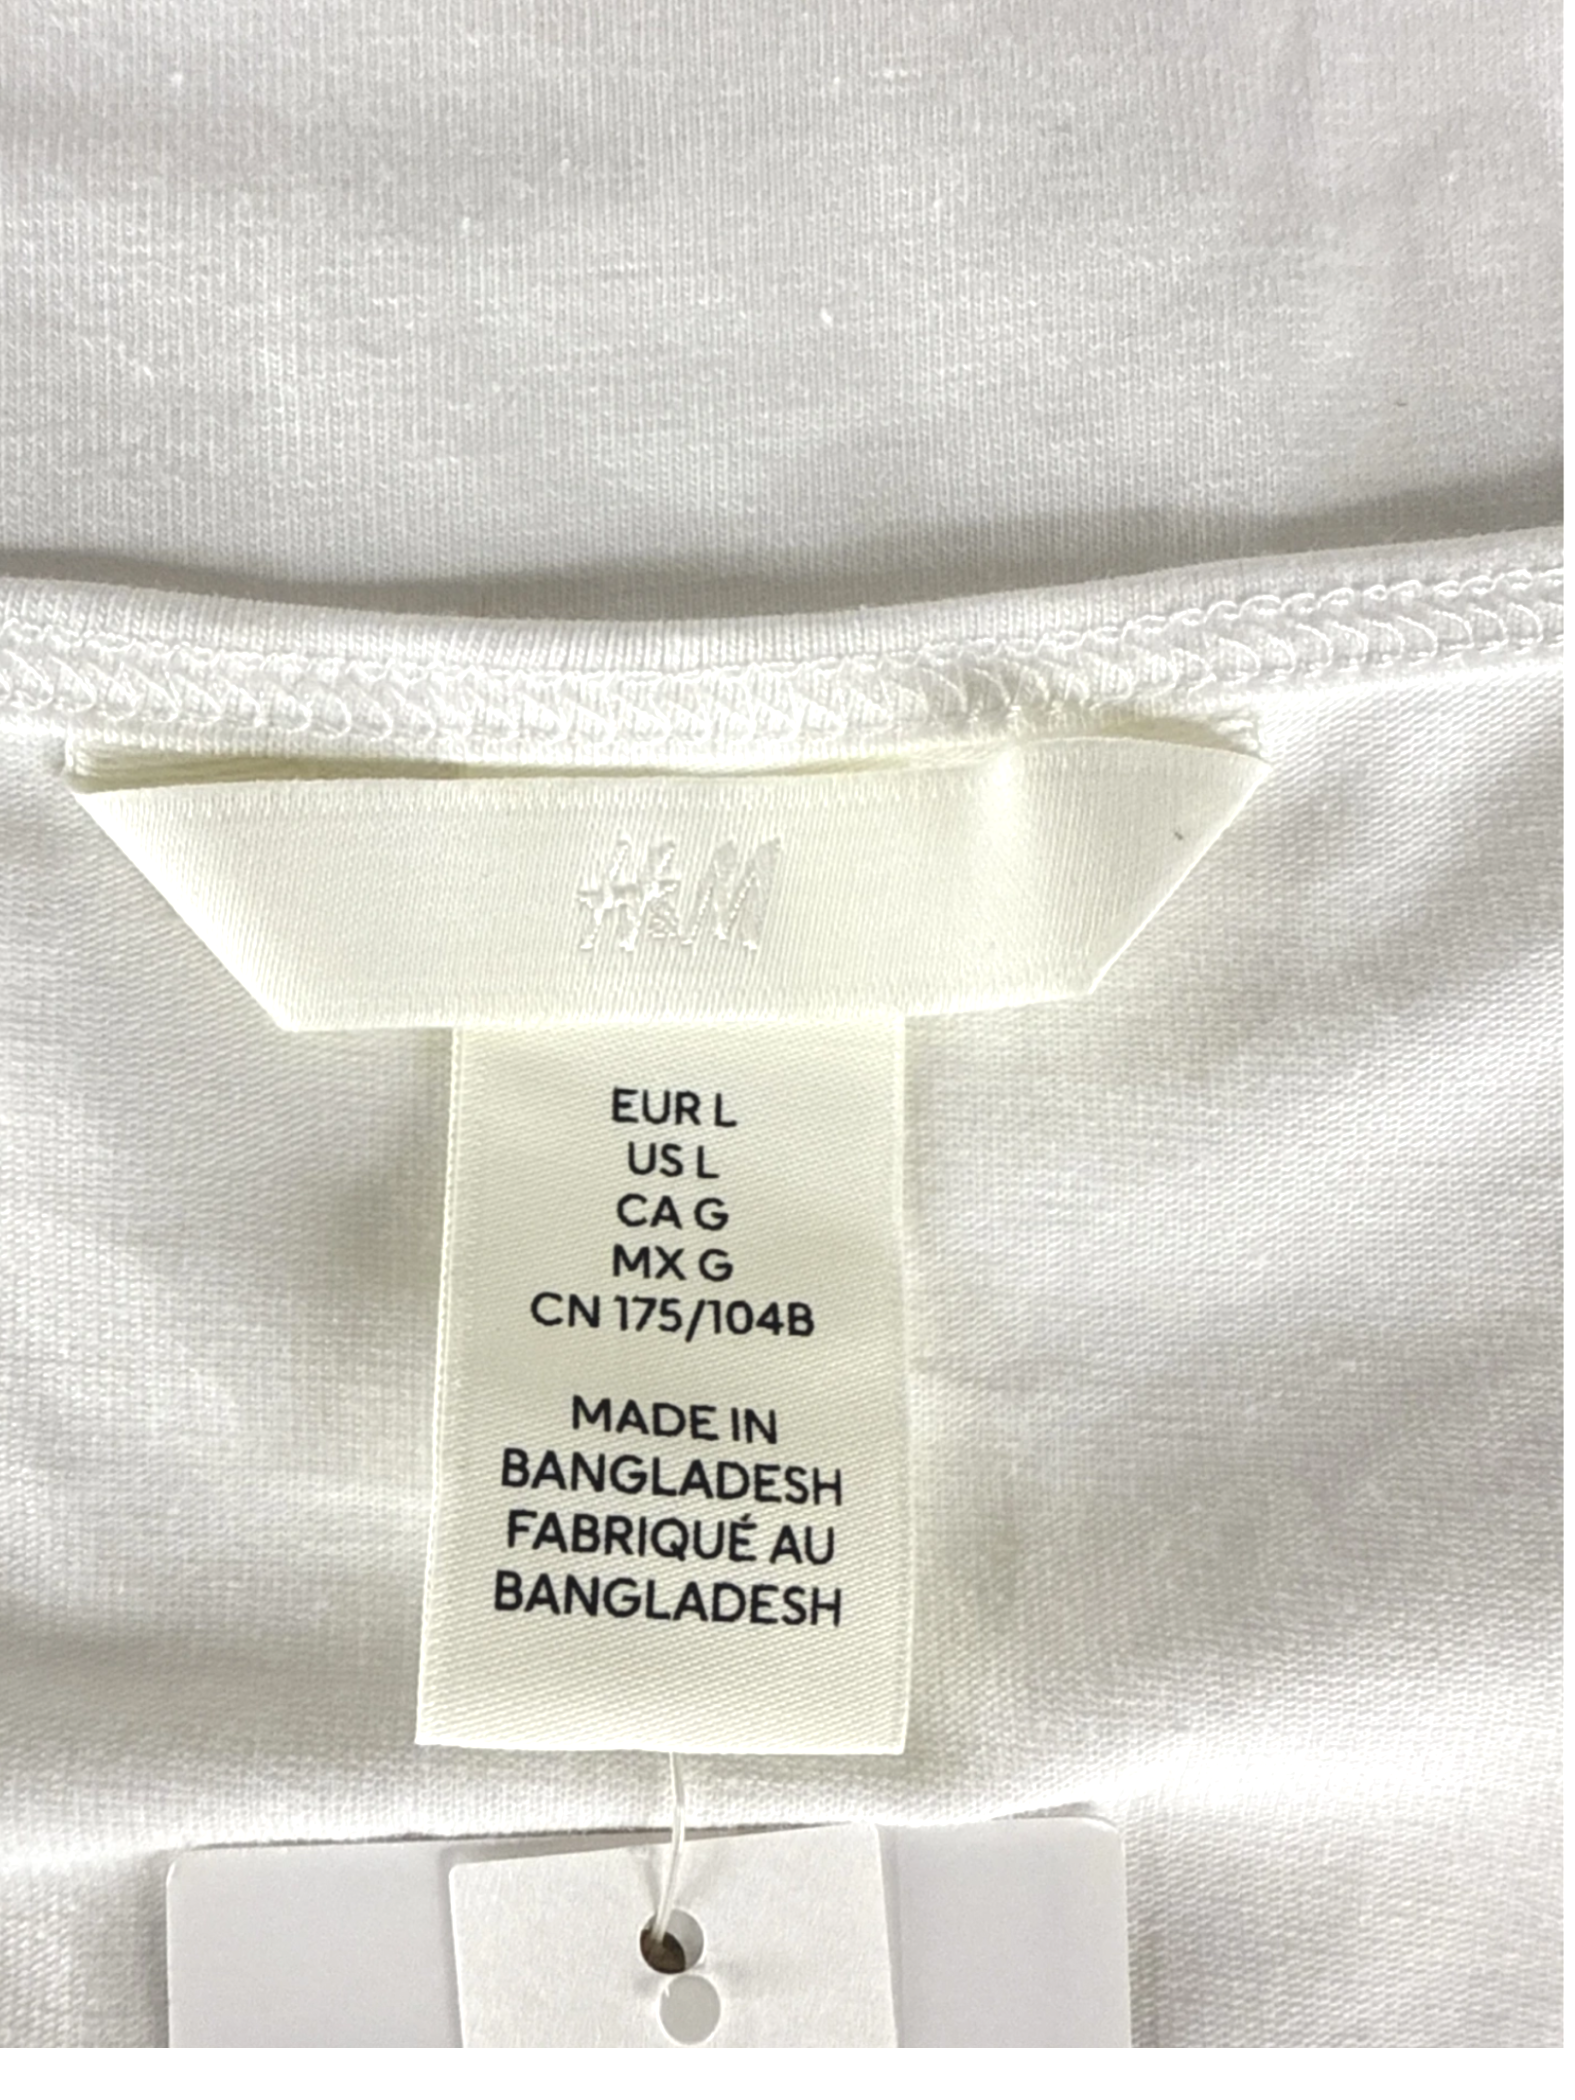 H&M
EUR L
US L
CA G
MX G
CN 175/104B
MADE IN
BANGLADESH
FABRIQUÉ AU
BANGLADESH